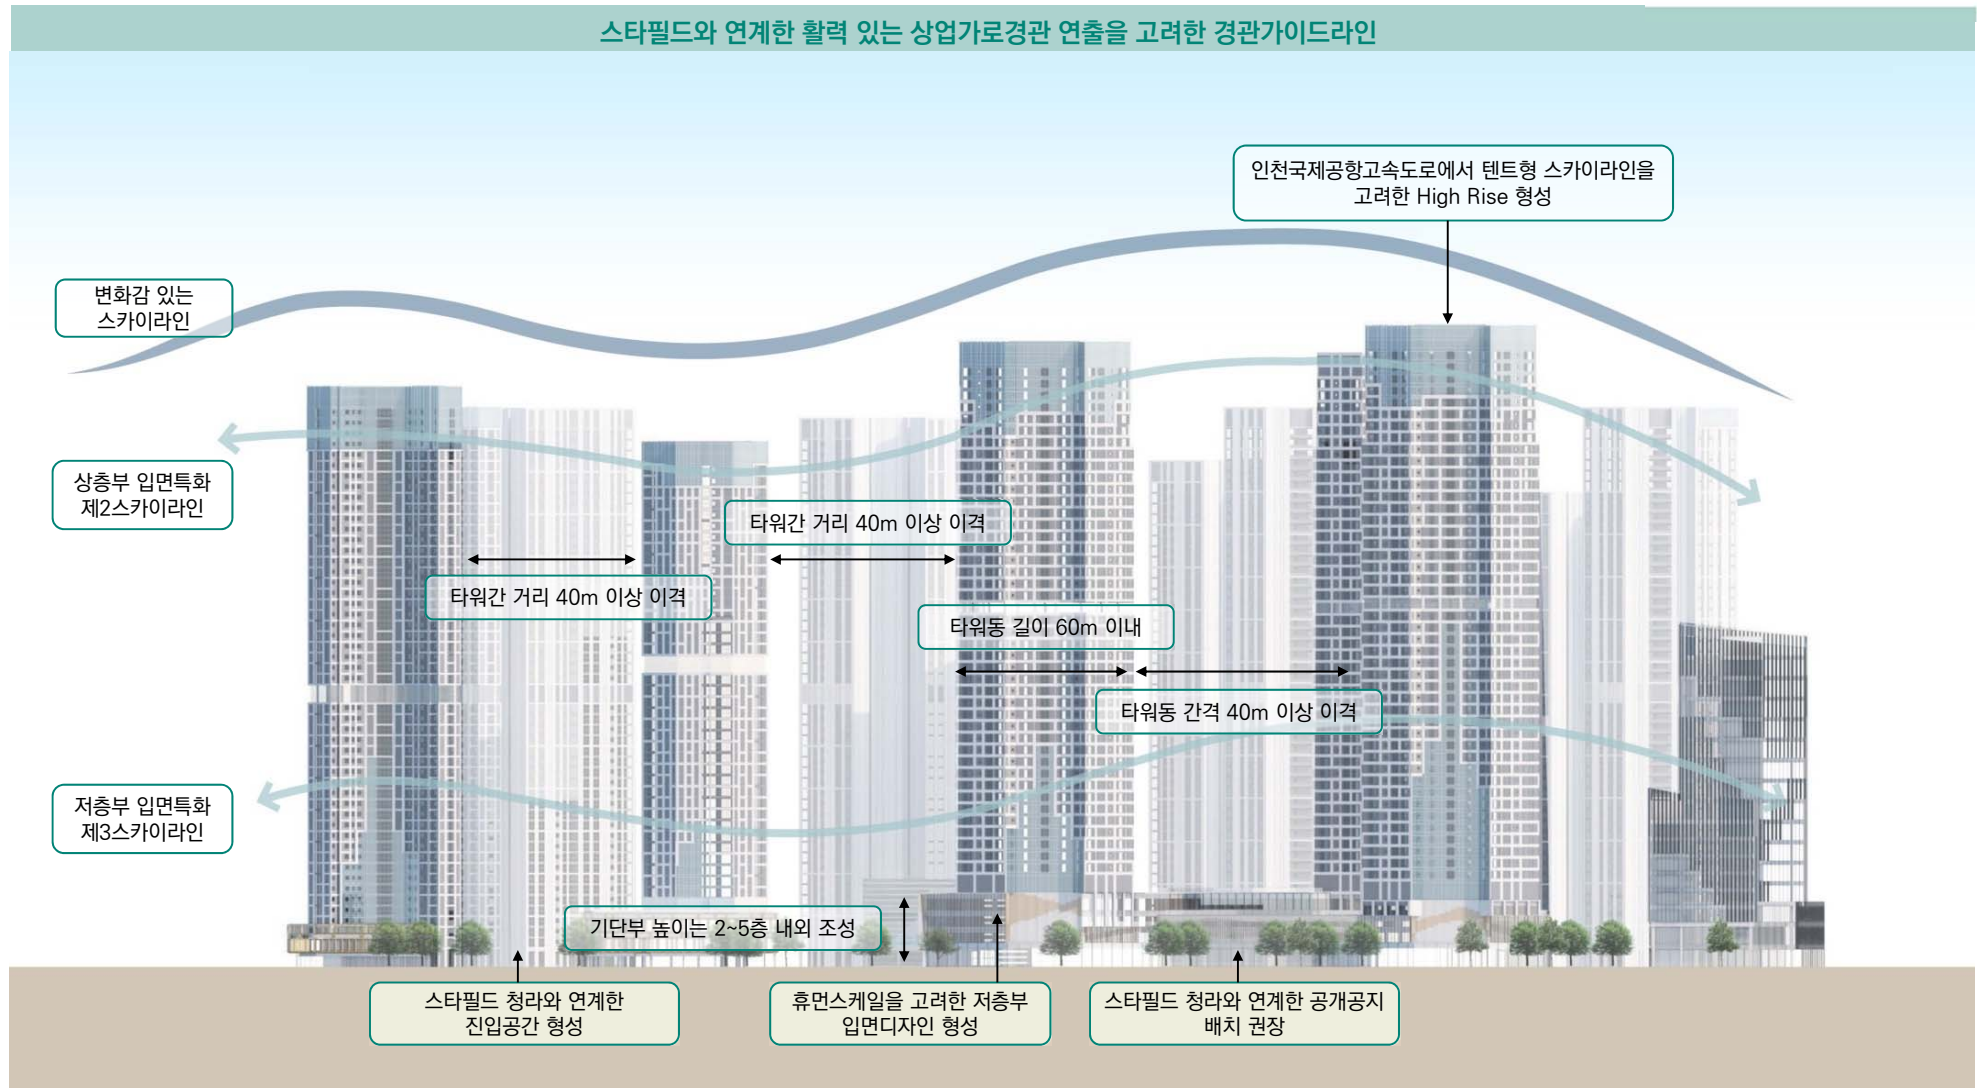 스타필드와 연계한 활력 있는 상업가로경관 연출을 고려한 경관가이드라인
인천국제공항고속도로에서 텐트형 스카이라인을
고려한 High Rise 형성
변화감 있는
스카이라인
상층부 입면특화
제2스카이라인
타워간 거리 40m 이상 이격
타워간 거리 40m 이상 이격
타워동 길이 60m 이내
타워동 간격 40m 이상 이격
저층부 입면특화
제3스카이라인
기단부 높이는 2~5층 내외 조성
스타필드 청라와 연계한
진입공간 형성
휴먼스케일을 고려한 저층부
입면디자인 형성
스타필드 청라와 연계한 공개공지
배치 권장